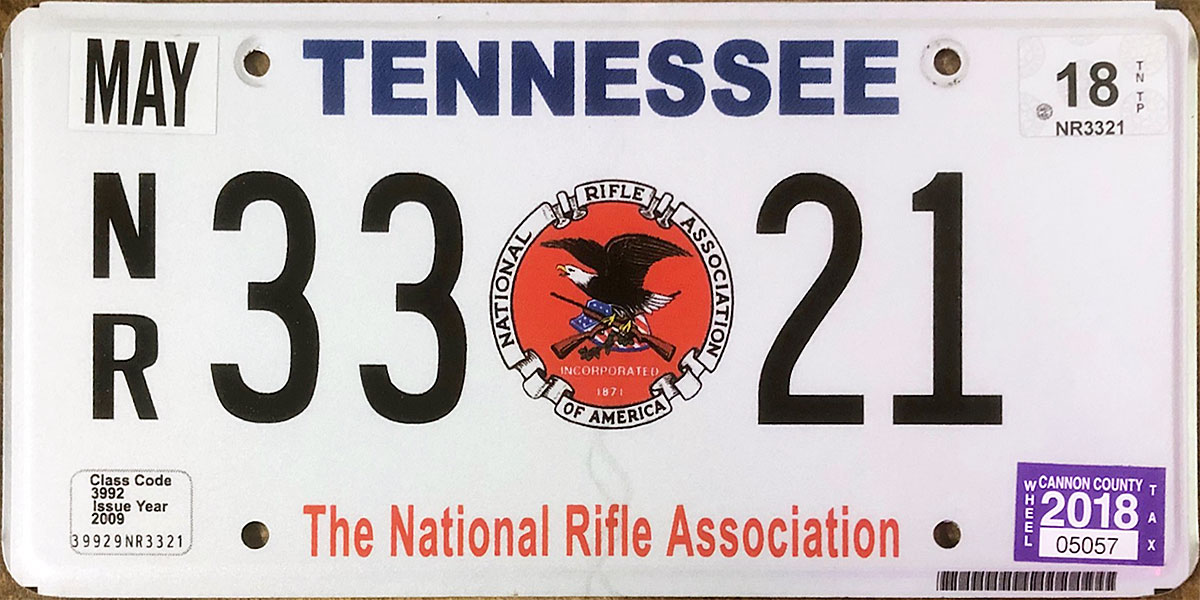 MAY
TENNESSEE
18
TN TP
NR3321
NR
33 21
NATIONAL RIFLE ASSOCIATION
INCORPORATED
1871
OF AMERICA
Class Code
3992
Issue Year
2009
39929NR3321
The National Rifle Association
WHEEL
CANNON COUNTY
2018
05057
TAX